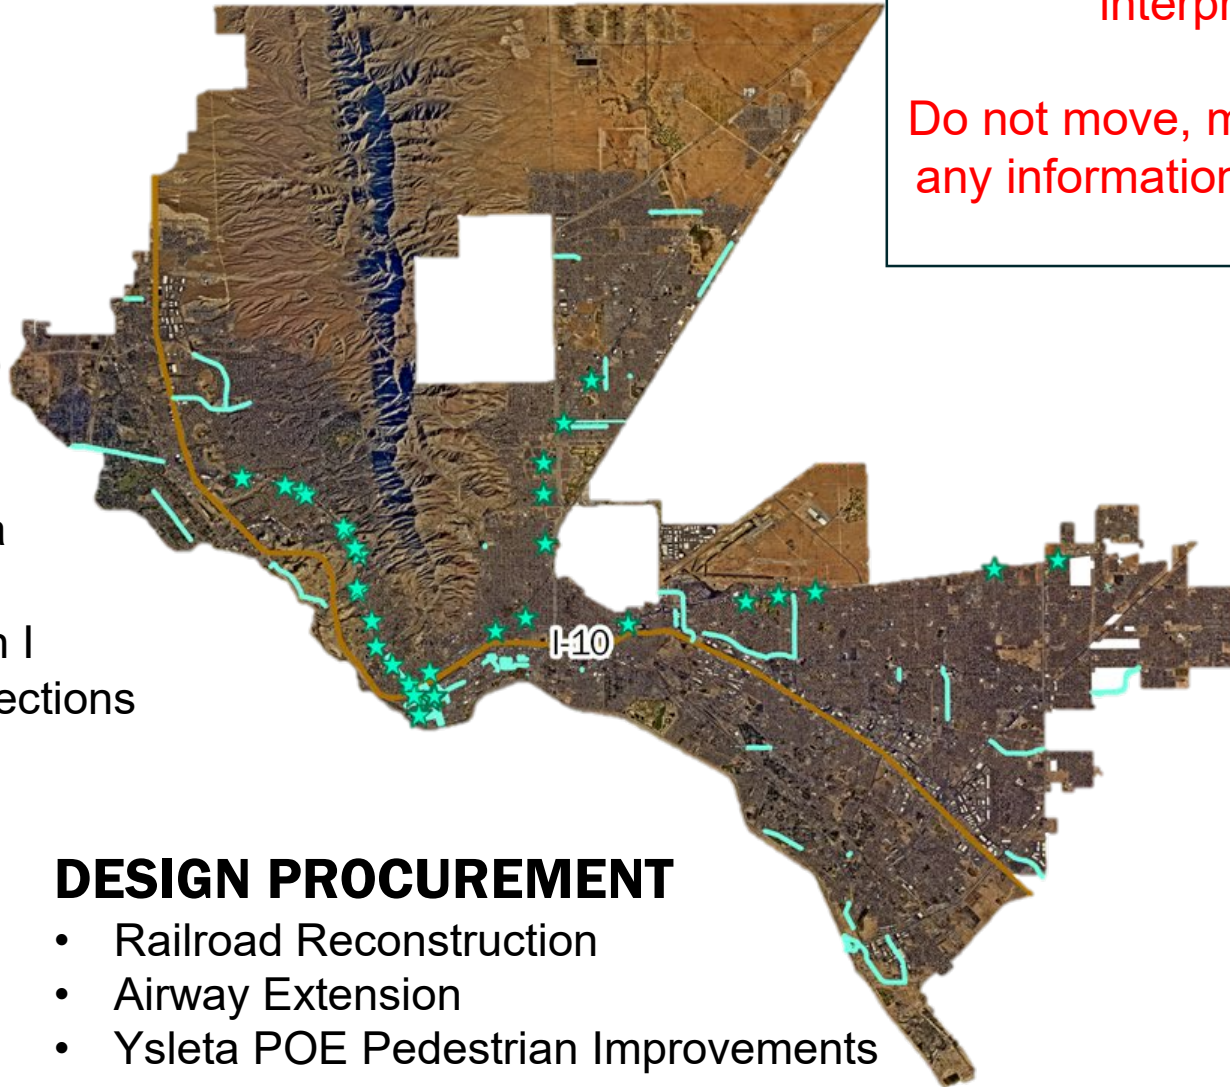 Do not move, m
any information
I-10
a
n I
ections
DESIGN PROCUREMENT
• Railroad Reconstruction
• Airway Extension
• Ysleta POE Pedestrian Improvements